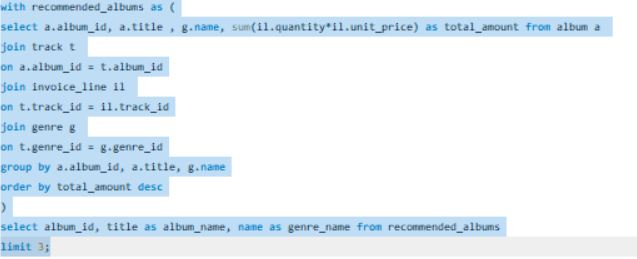 with recommended_albums as (
select a.album_id, a.title , g.name, sum(il.quantity*il.unit_price) as total_amount from album a
join track t
on a.album_id = t.album_id
join invoice_line il
on t.track_id = il.track_id
join genre g
on t.genre_id = g.genre_id
group by a.album_id, a.title, g.name
order by total_amount desc
)
select album_id, title as album_name, name as genre_name from recommended_albums
limit 3;